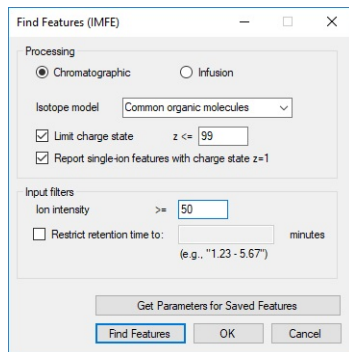 Find Features (IMFE)
Processing
Chromatographic Infusion
Isotope model Common organic molecules
Limit charge state z <= 99
Report single-ion features with charge state z=1
Input filters
Ion intensity >= 50
Restrict retention time to: minutes
(e.g., "1.23 - 5.67")
Get Parameters for Saved Features
Find Features OK Cancel